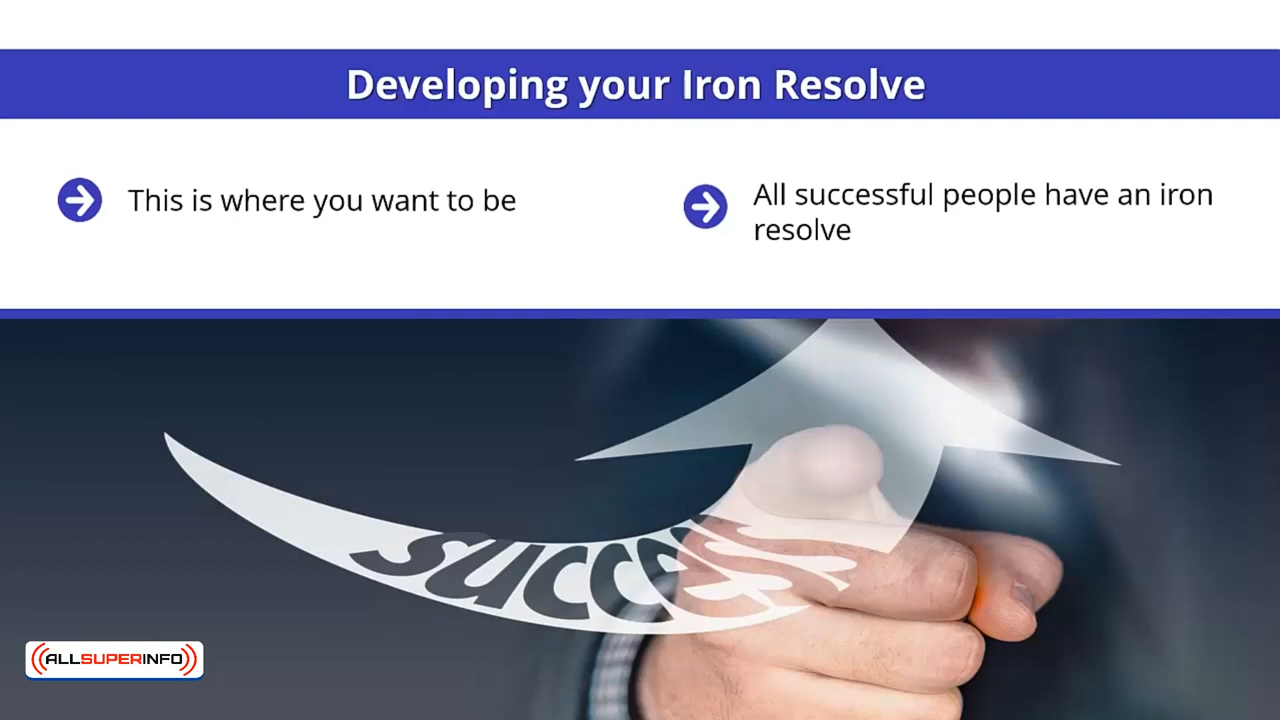 Developing your Iron Resolve
This is where you want to be
All successful people have an iron
resolve
success
ALLSUPERINFO